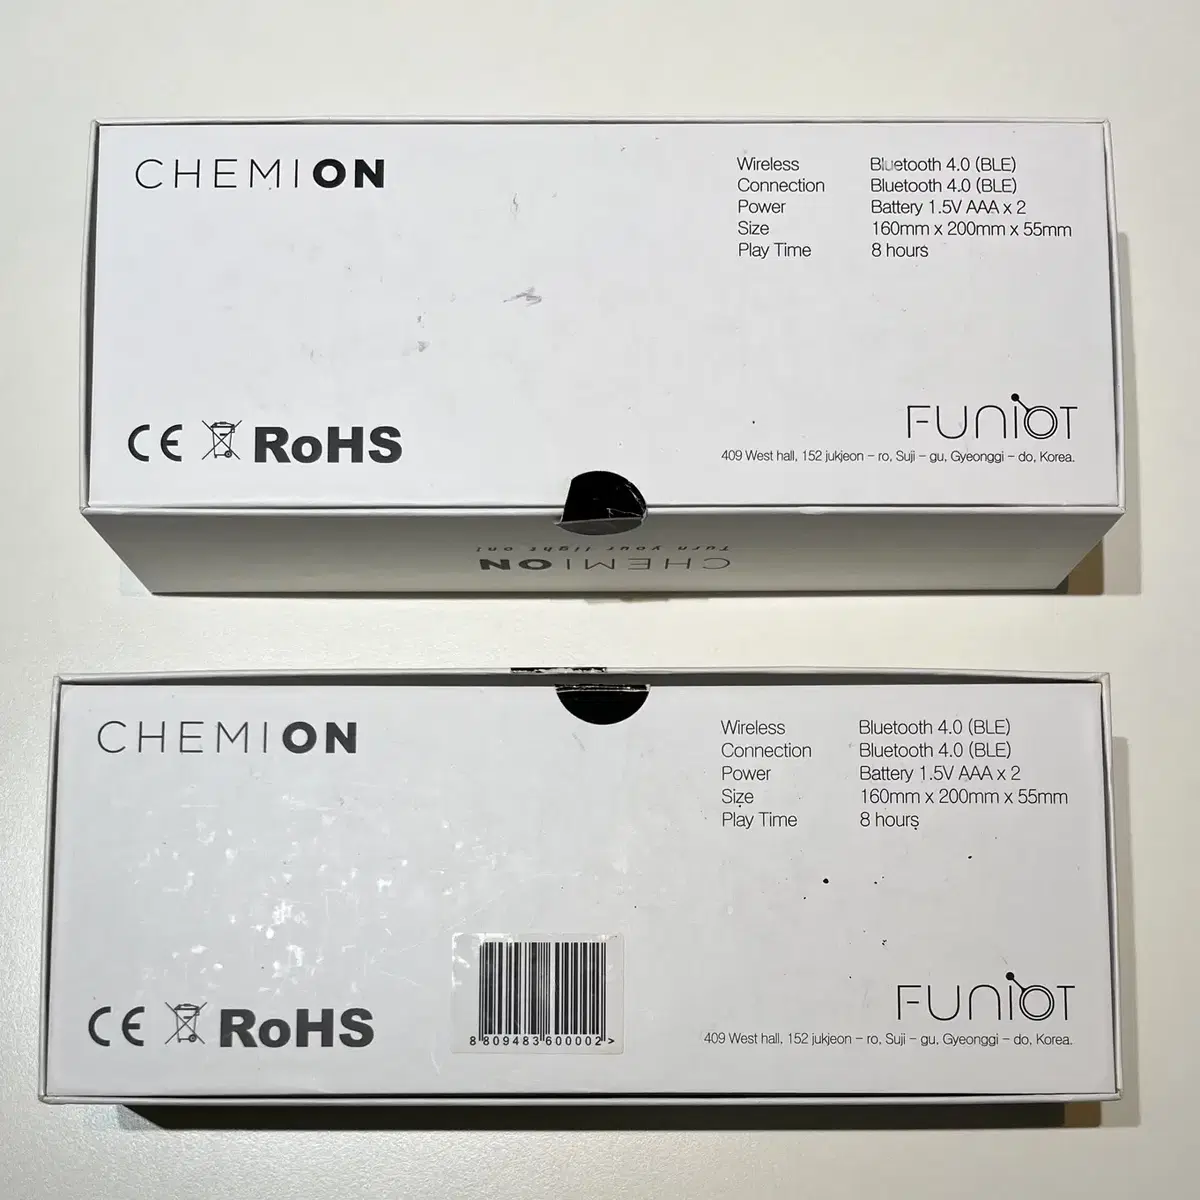 CHEMION
Wireless Bluetooth 4.0 (BLE)
Connection Bluetooth 4.0 (BLE)
Power Battery 1.5V AAA x 2
Size 160mm x 200mm x 55mm
Play Time 8 hours
CE RoHS
FUNIOT
409 West hall, 152 jukjeon - ro, Suji - gu, Gyeonggi - do, Korea.
Turn your light on!
CHEMION
CHEMION
Wireless Bluetooth 4.0 (BLE)
Connection Bluetooth 4.0 (BLE)
Power Battery 1.5V AAA x 2
Size 160mm x 200mm x 55mm
Play Time 8 hours
CE RoHS
8 809483 600002 >
FUNIOT
409 West hall, 152 jukjeon - ro, Suji - gu, Gyeonggi - do, Korea.